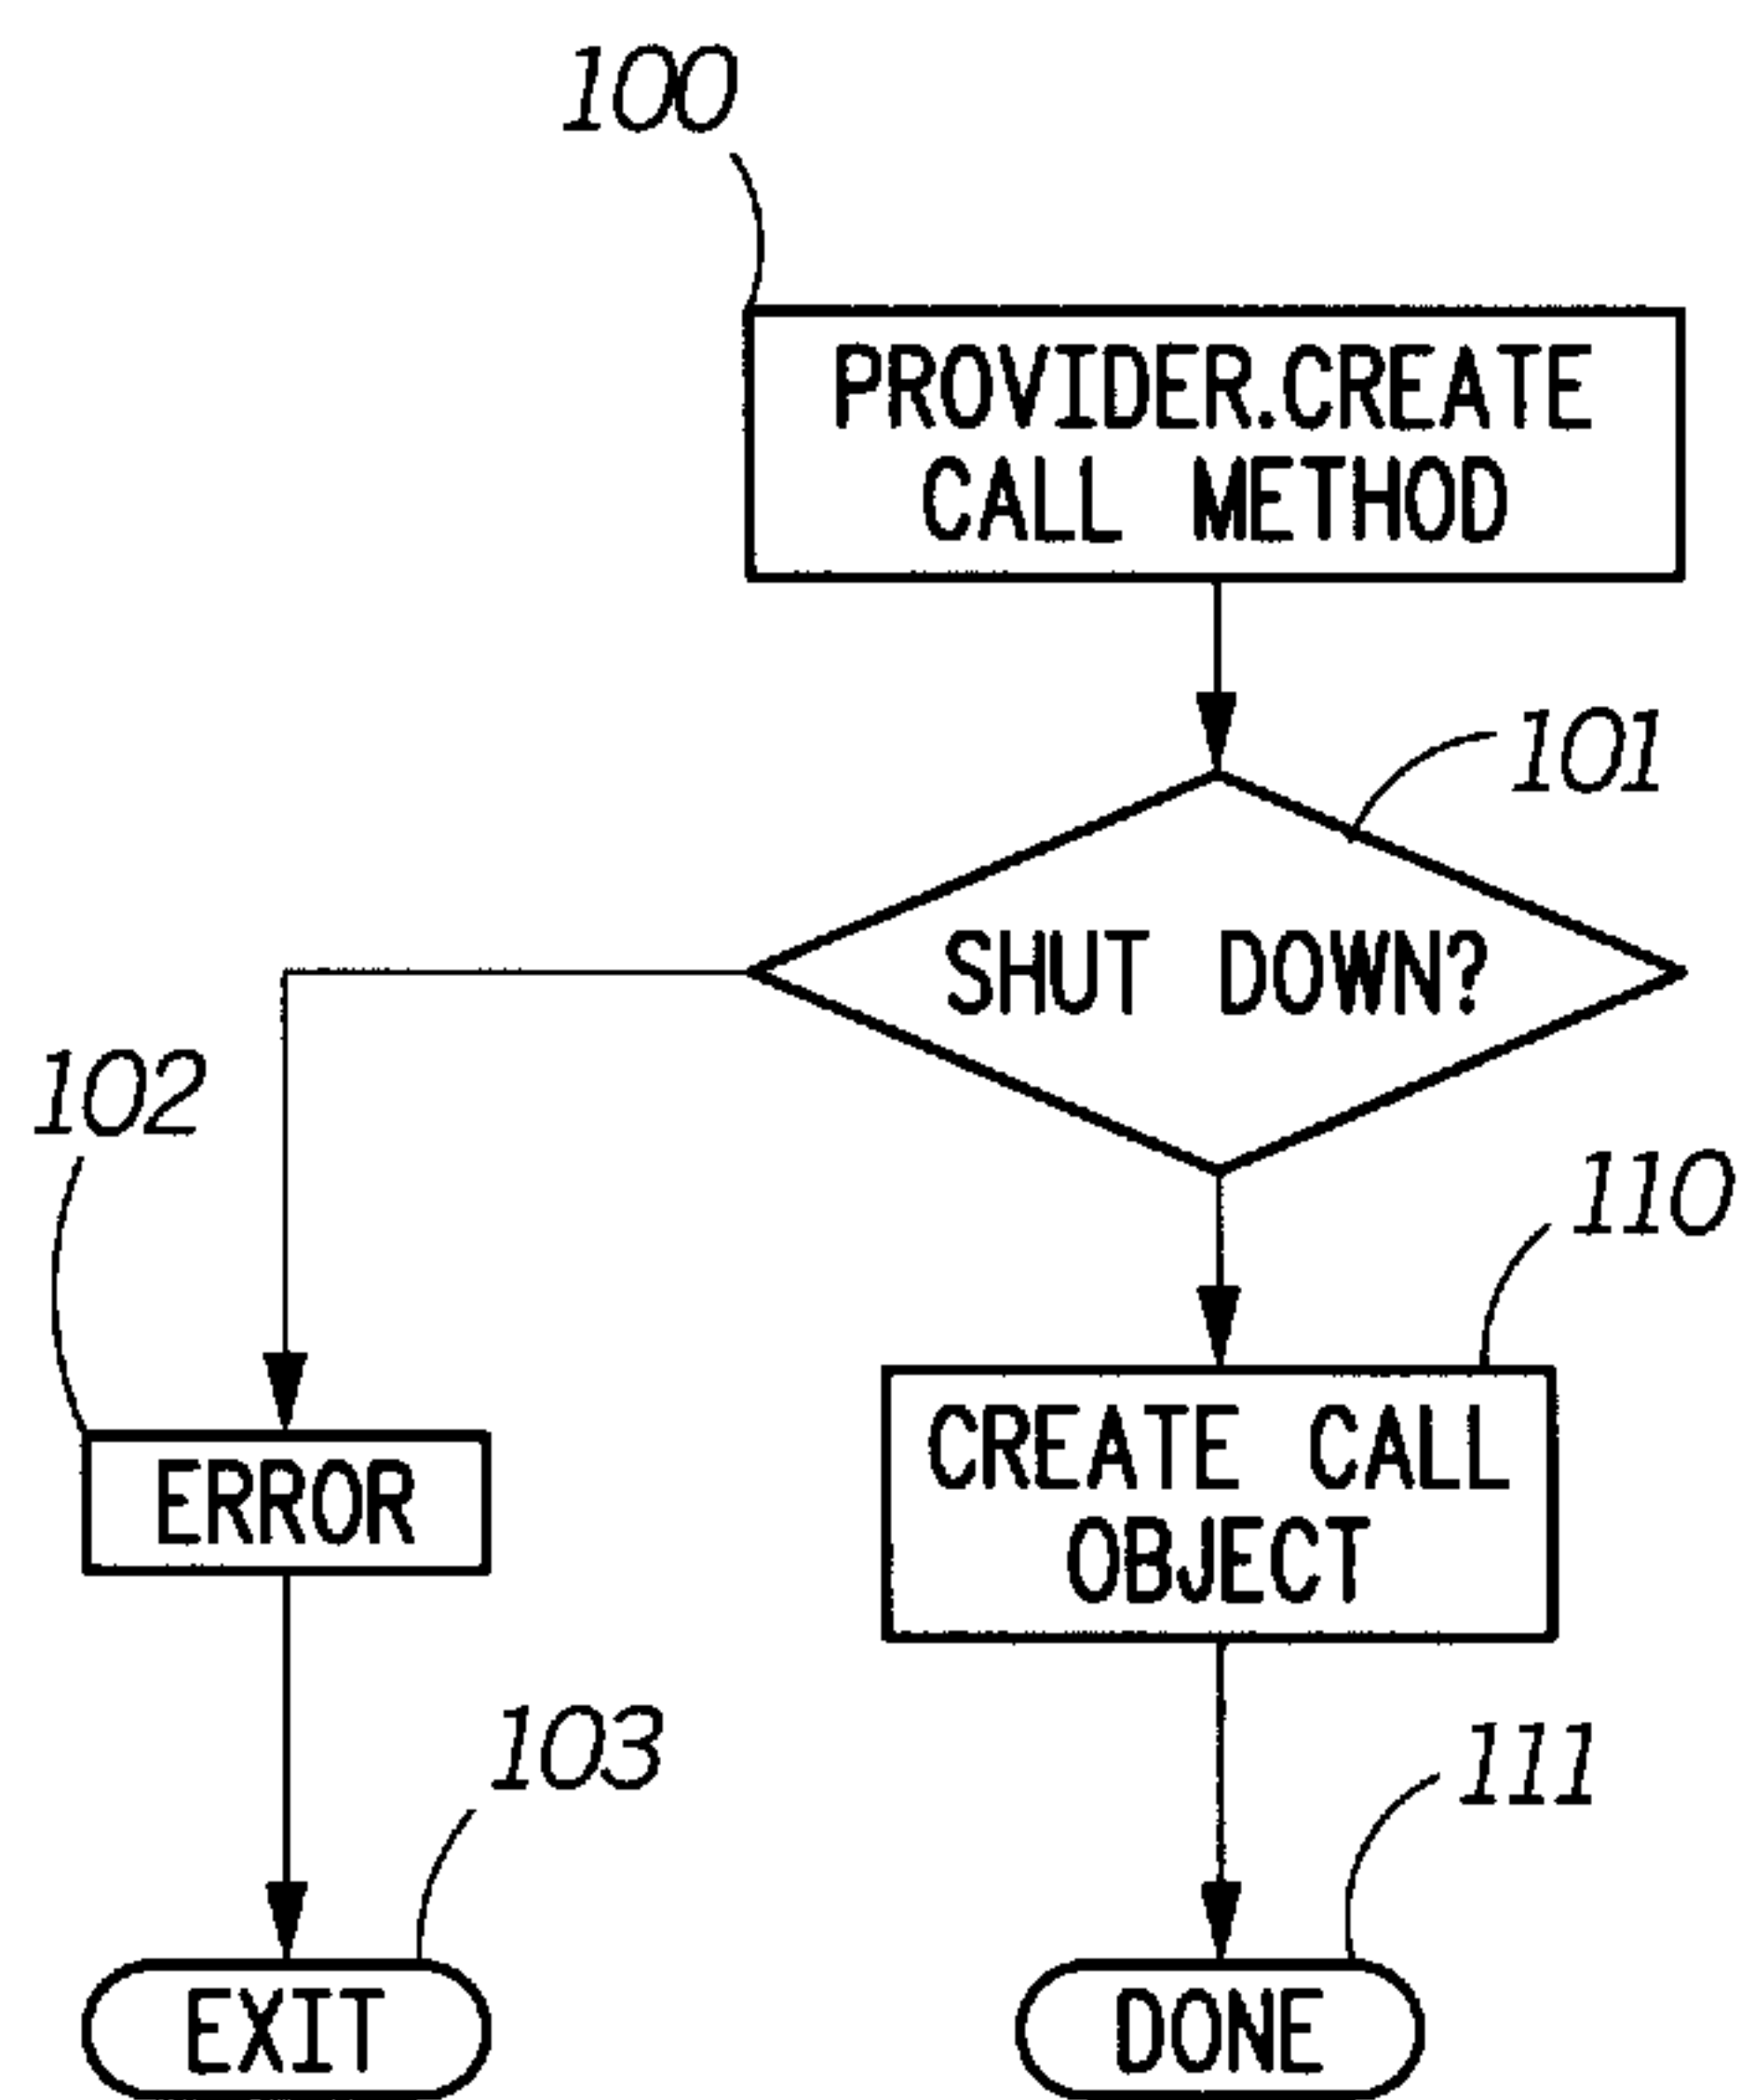 100
PROVIDER.CREATE
CALL METHOD
101
SHUT DOWN?
102
110
ERROR
CREATE CALL
OBJECT
103
111
EXIT
DONE